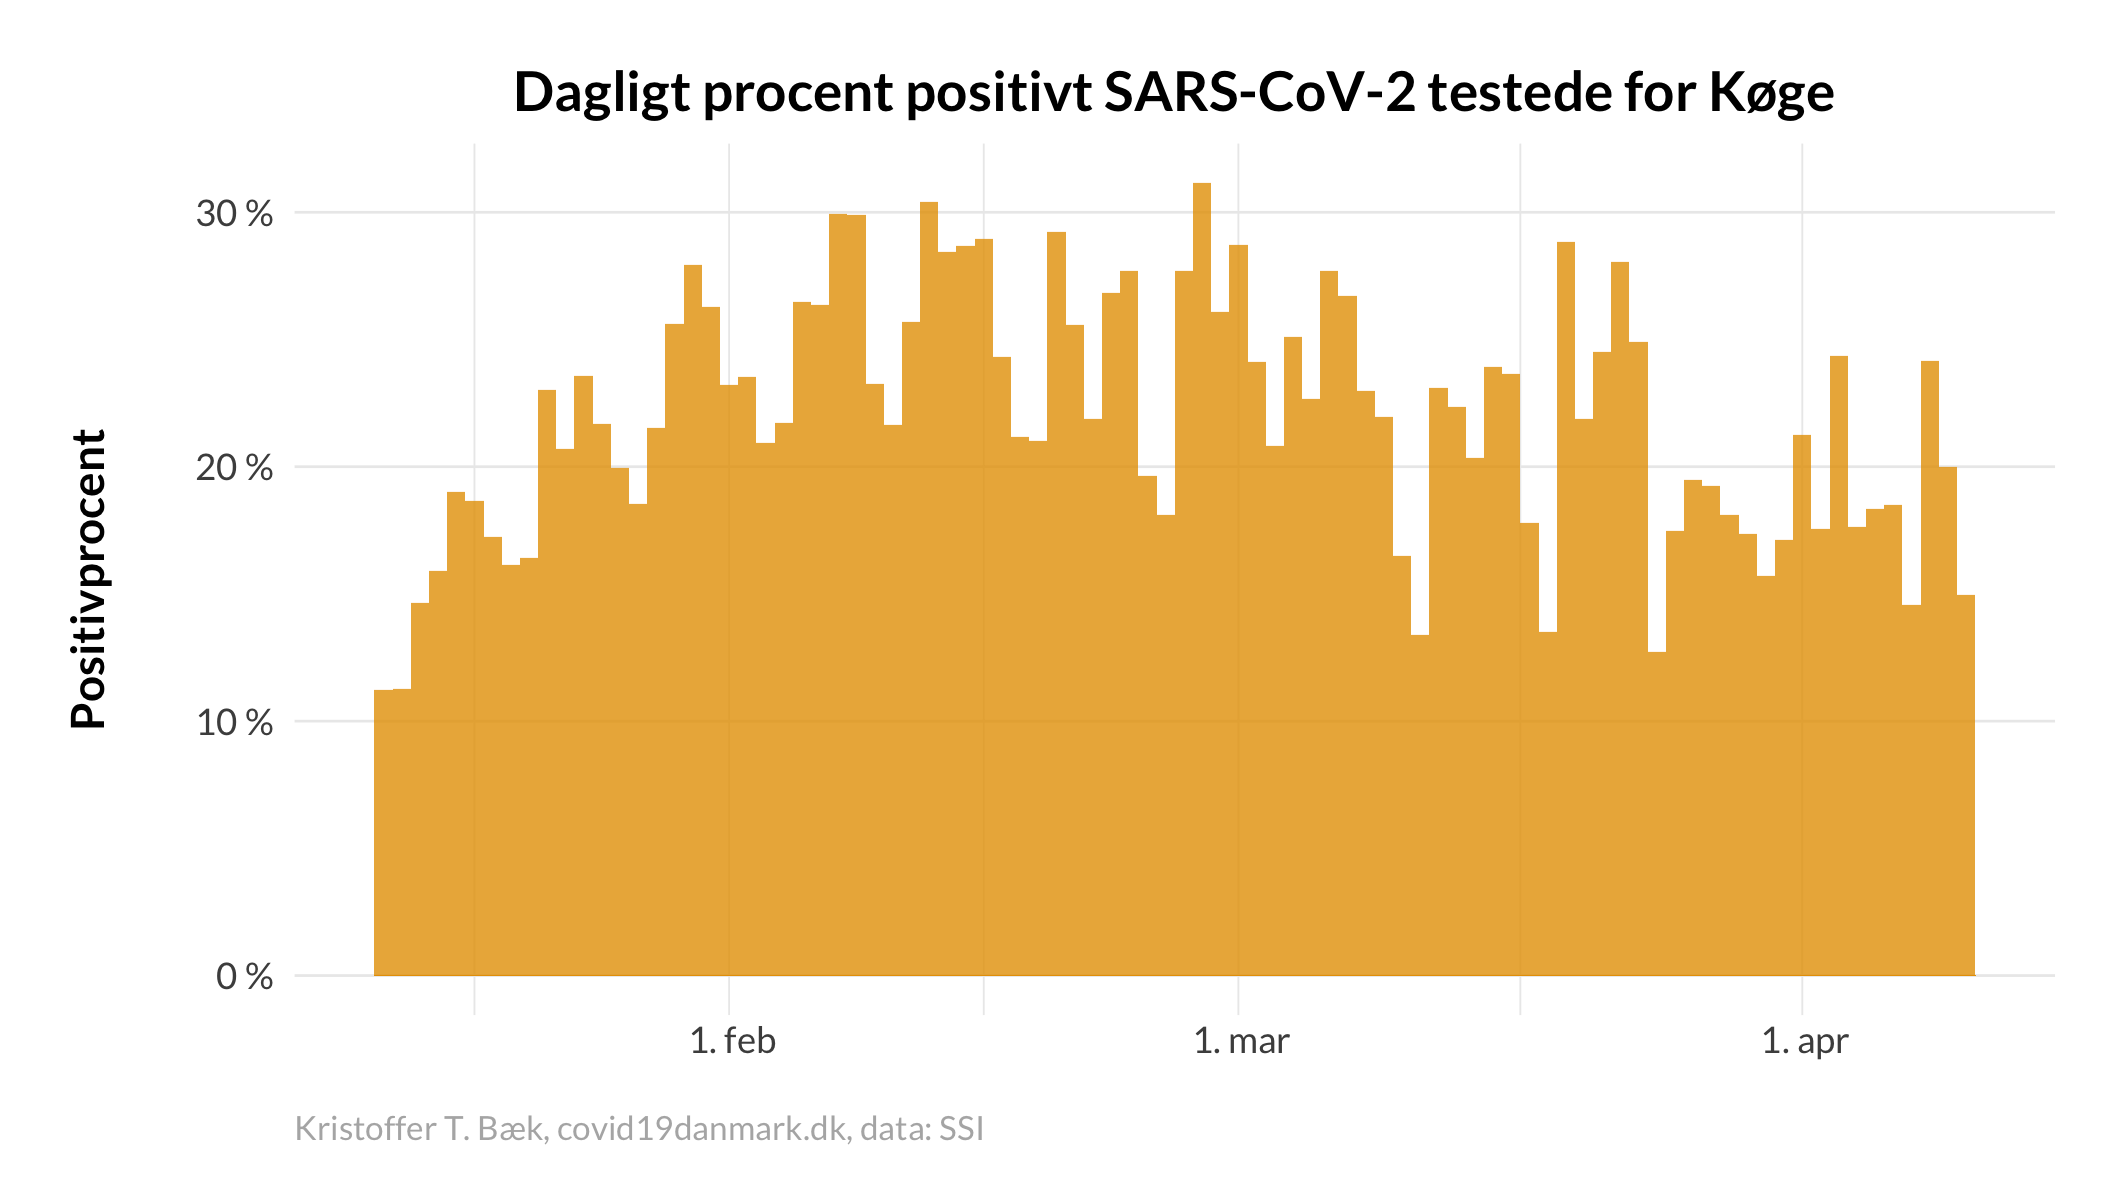 Dagligt procent positivt SARS-CoV-2 testede for Køge
Positivprocent
30 %
20 %
10 %
0 %
1. feb
1. mar
1. apr
Kristoffer T. Bæk, covid19danmark.dk, data: SSI